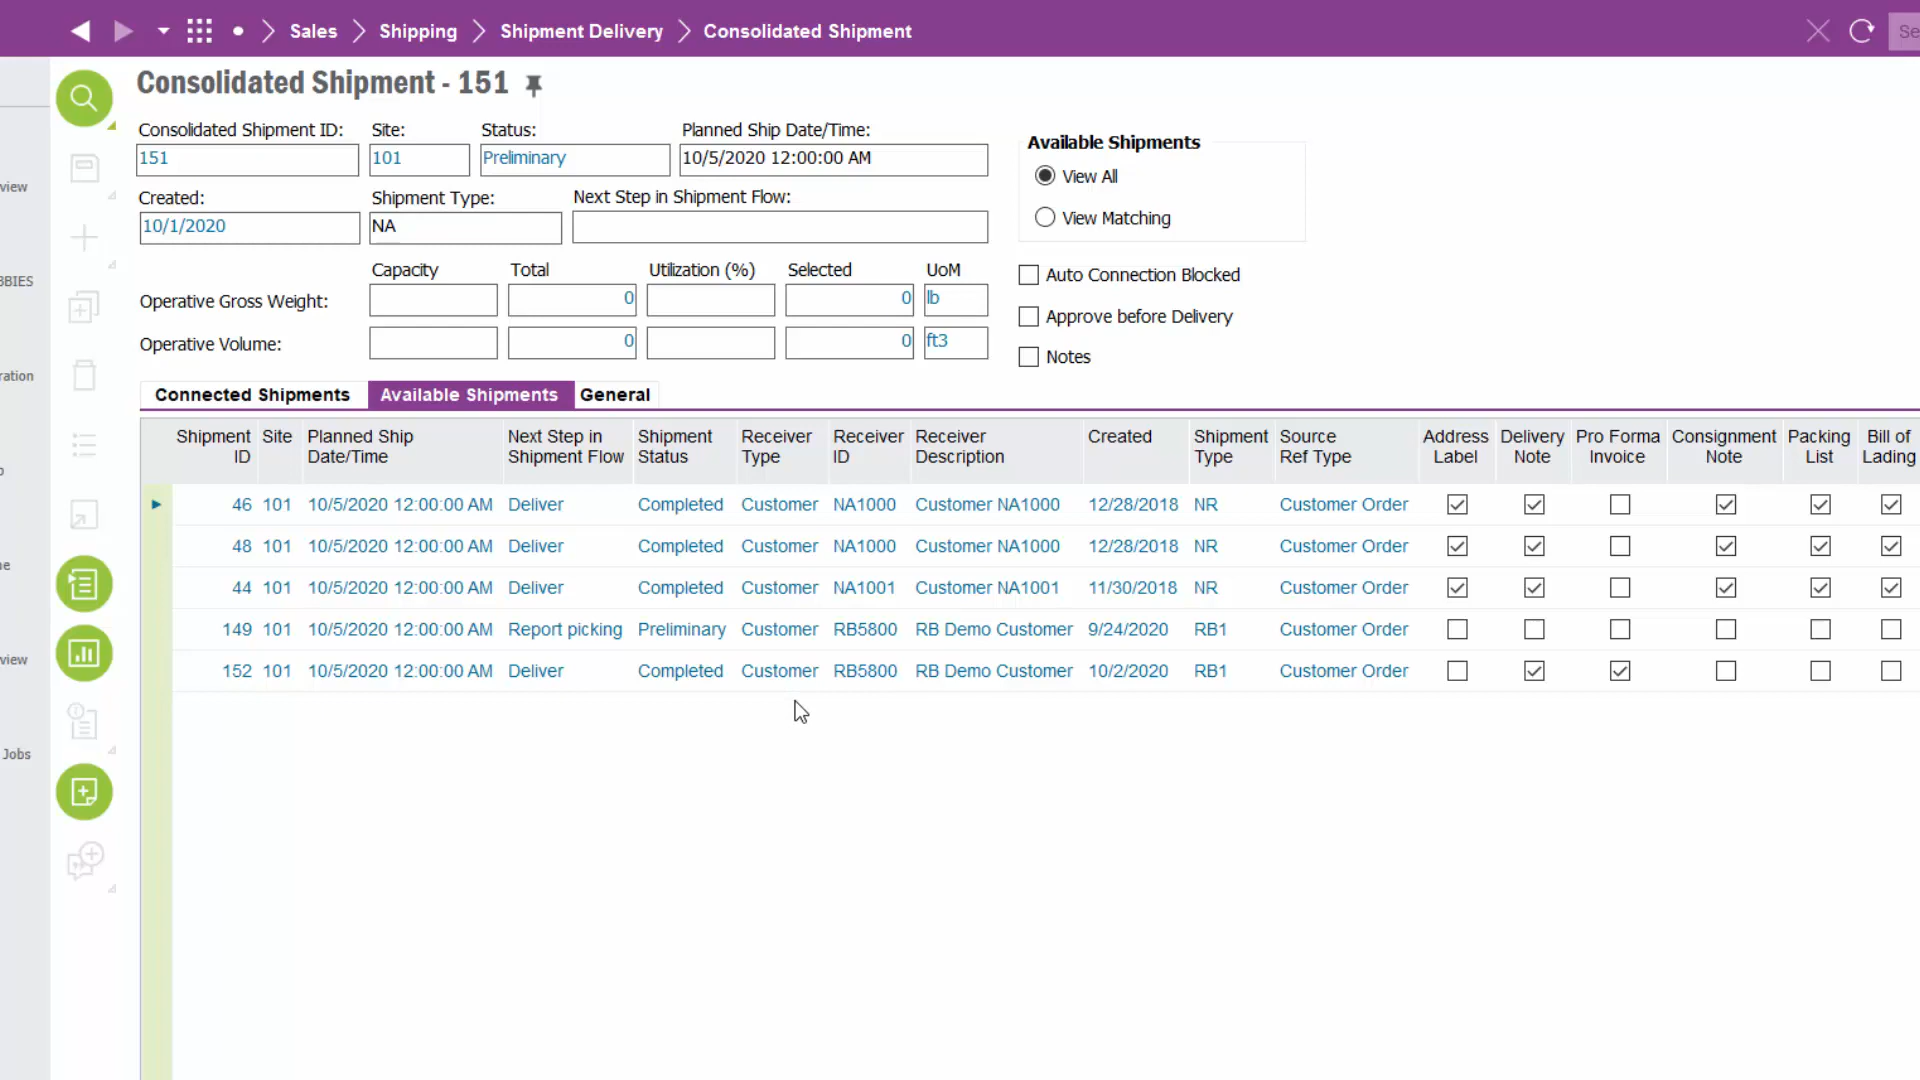 Sales Shipping Shipment Delivery Consolidated Shipment Se
Consolidated Shipment - 151
Consolidated Shipment ID: Site: Status: Planned Ship Date/Time:
151 101 Preliminary 10/5/2020 12:00:00 AM
Available Shipments
View All
View Matching
Created: Shipment Type: Next Step in Shipment Flow:
10/1/2020 NA
Capacity Total Utilization (%) Selected UoM
Operative Gross Weight: 0 0 lb
Operative Volume: 0 0 ft3
Auto Connection Blocked
Approve before Delivery
Notes
view
BBIES
ration
o
ne
view
Jobs
Connected Shipments Available Shipments General
Shipment Site Planned Ship Next Step in Shipment Receiver Receiver Receiver Created Shipment Source Address Delivery Pro Forma Consignment Packing Bill of
ID Date/Time Shipment Flow Status Type ID Description Type Ref Type Label Note Invoice Note List Lading
46 101 10/5/2020 12:00:00 AM Deliver Completed Customer NA1000 Customer NA1000 12/28/2018 NR Customer Order
48 101 10/5/2020 12:00:00 AM Deliver Completed Customer NA1000 Customer NA1000 12/28/2018 NR Customer Order
44 101 10/5/2020 12:00:00 AM Deliver Completed Customer NA1001 Customer NA1001 11/30/2018 NR Customer Order
149 101 10/5/2020 12:00:00 AM Report picking Preliminary Customer RB5800 RB Demo Customer 9/24/2020 RB1 Customer Order
152 101 10/5/2020 12:00:00 AM Deliver Completed Customer RB5800 RB Demo Customer 10/2/2020 RB1 Customer Order